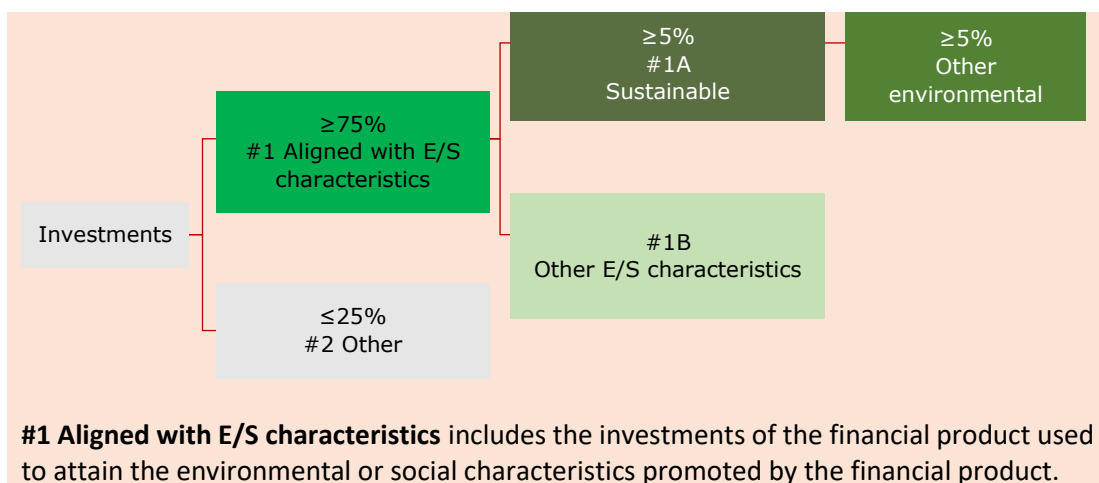 Investments
≥75%
#1 Aligned with E/S
characteristics
≤25%
#2 Other
≥5%
#1A
Sustainable
#1B
Other E/S characteristics
≥5%
Other
environmental
#1 Aligned with E/S characteristics includes the investments of the financial product used
to attain the environmental or social characteristics promoted by the financial product.